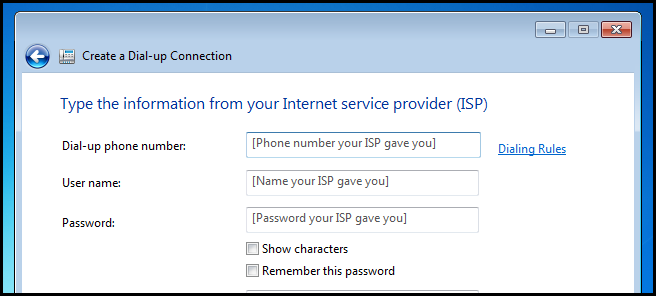 Create a Dial-up Connection
Type the information from your Internet service provider (ISP)
Dial-up phone number: [Phone number your ISP gave you] Dialing Rules
User name: [Name your ISP gave you]
Password: [Password your ISP gave you]
Show characters
Remember this password